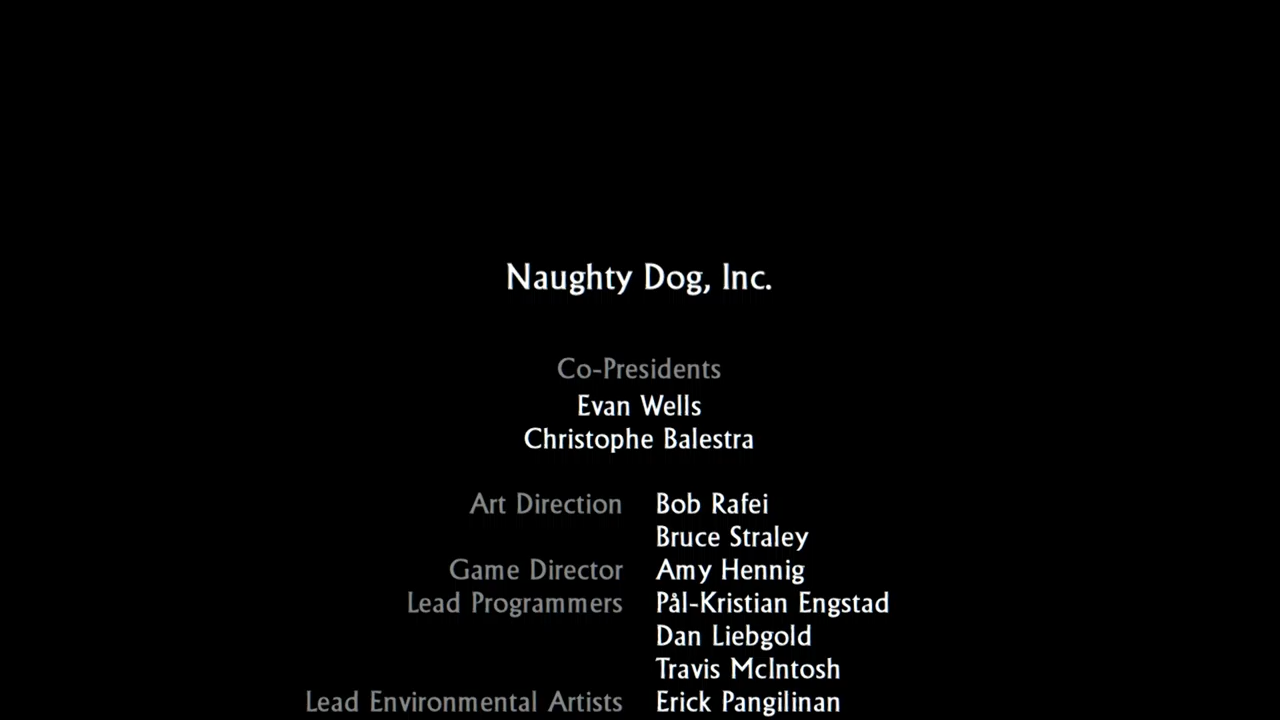 Naughty Dog, Inc.
Co-Presidents
Evan Wells
Christophe Balestra
Art Direction Bob Rafei
Bruce Straley
Game Director Amy Hennig
Lead Programmers Pål-Kristian Engstad
Dan Liebgold
Travis McIntosh
Lead Environmental Artists Erick Pangilinan